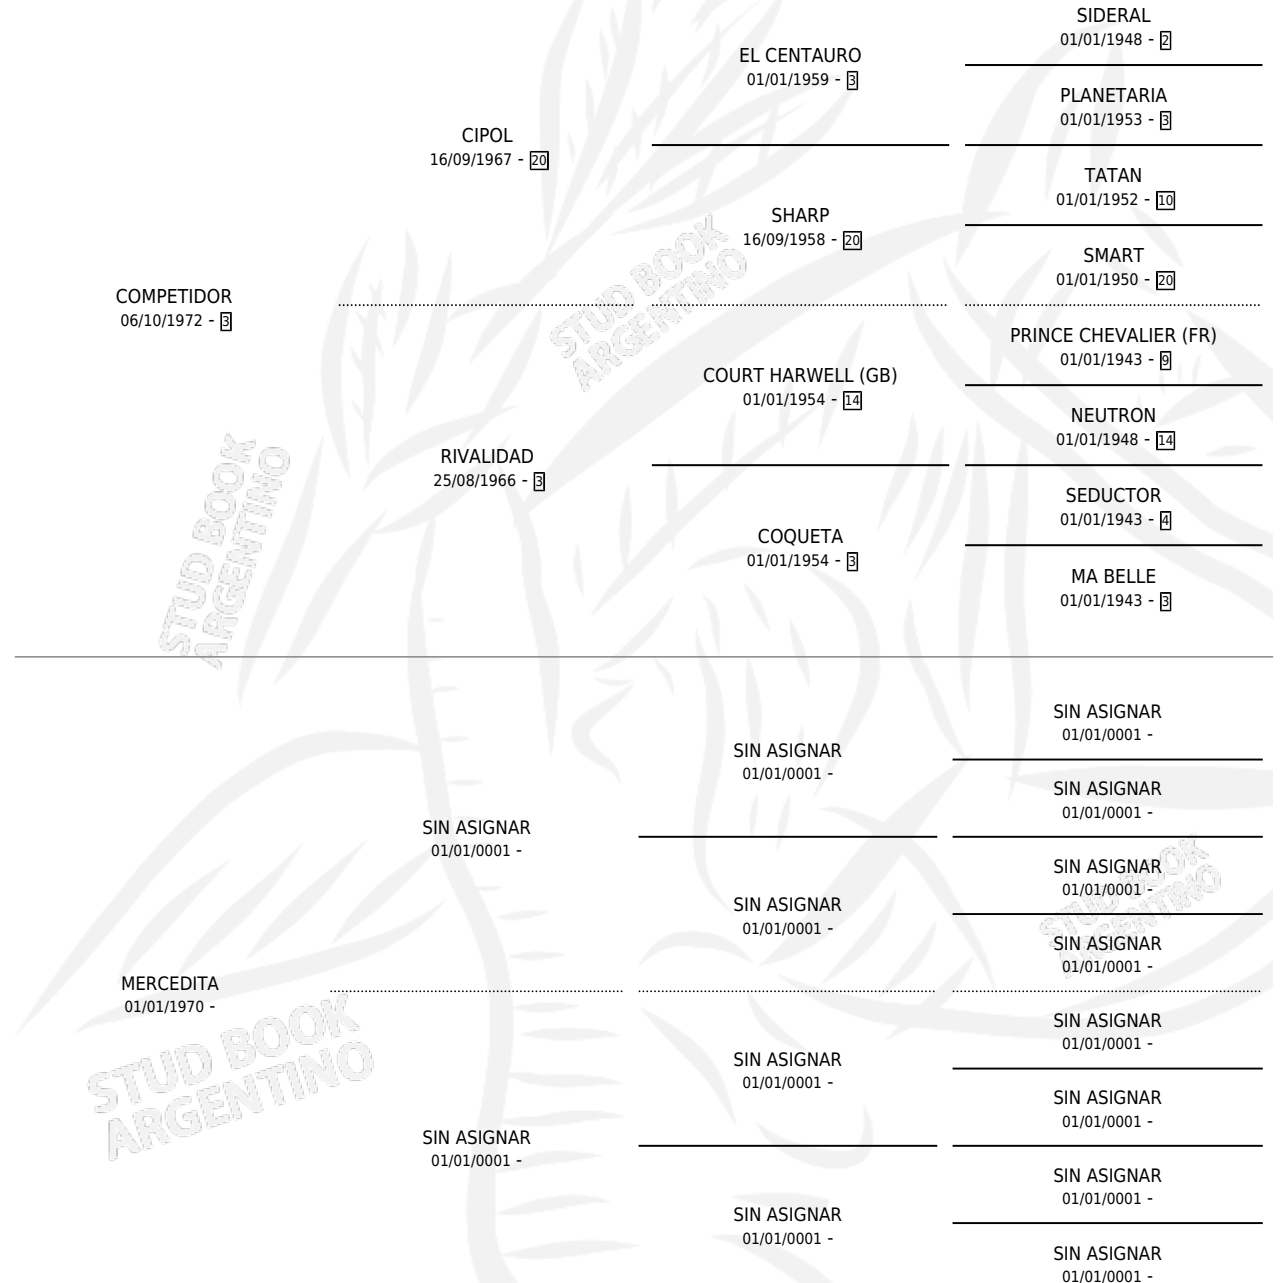 SIDERAL
01/01/1948 - 2
EL CENTAURO
01/01/1959 - 3
PLANETARIA
01/01/1953 - 3
CIPOL
16/09/1967 - 20
TATAN
01/01/1952 - 10
SHARP
16/09/1958 - 20
SMART
01/01/1950 - 20
COMPETIDOR
06/10/1972 - 3
PRINCE CHEVALIER (FR)
01/01/1943 - 9
COURT HARWELL (GB)
01/01/1954 - 14
NEUTRON
01/01/1948 - 14
RIVALIDAD
25/08/1966 - 3
SEDUCTOR
01/01/1943 - 4
COQUETA
01/01/1954 - 3
MA BELLE
01/01/1943 - 3
STUD BOOK
ARGENTINO
STUD BOOK
ARGENTINO
SIN ASIGNAR
01/01/0001 -
SIN ASIGNAR
01/01/0001 -
SIN ASIGNAR
01/01/0001 -
SIN ASIGNAR
01/01/0001 -
SIN ASIGNAR
01/01/0001 -
SIN ASIGNAR
01/01/0001 -
SIN ASIGNAR
01/01/0001 -
MERCEDITA
01/01/1970 -
SIN ASIGNAR
01/01/0001 -
SIN ASIGNAR
01/01/0001 -
SIN ASIGNAR
01/01/0001 -
SIN ASIGNAR
01/01/0001 -
SIN ASIGNAR
01/01/0001 -
SIN ASIGNAR
01/01/0001 -
SIN ASIGNAR
01/01/0001 -
STUD BOOK
ARGENTINO
STUD BOOK
ARGENTINO